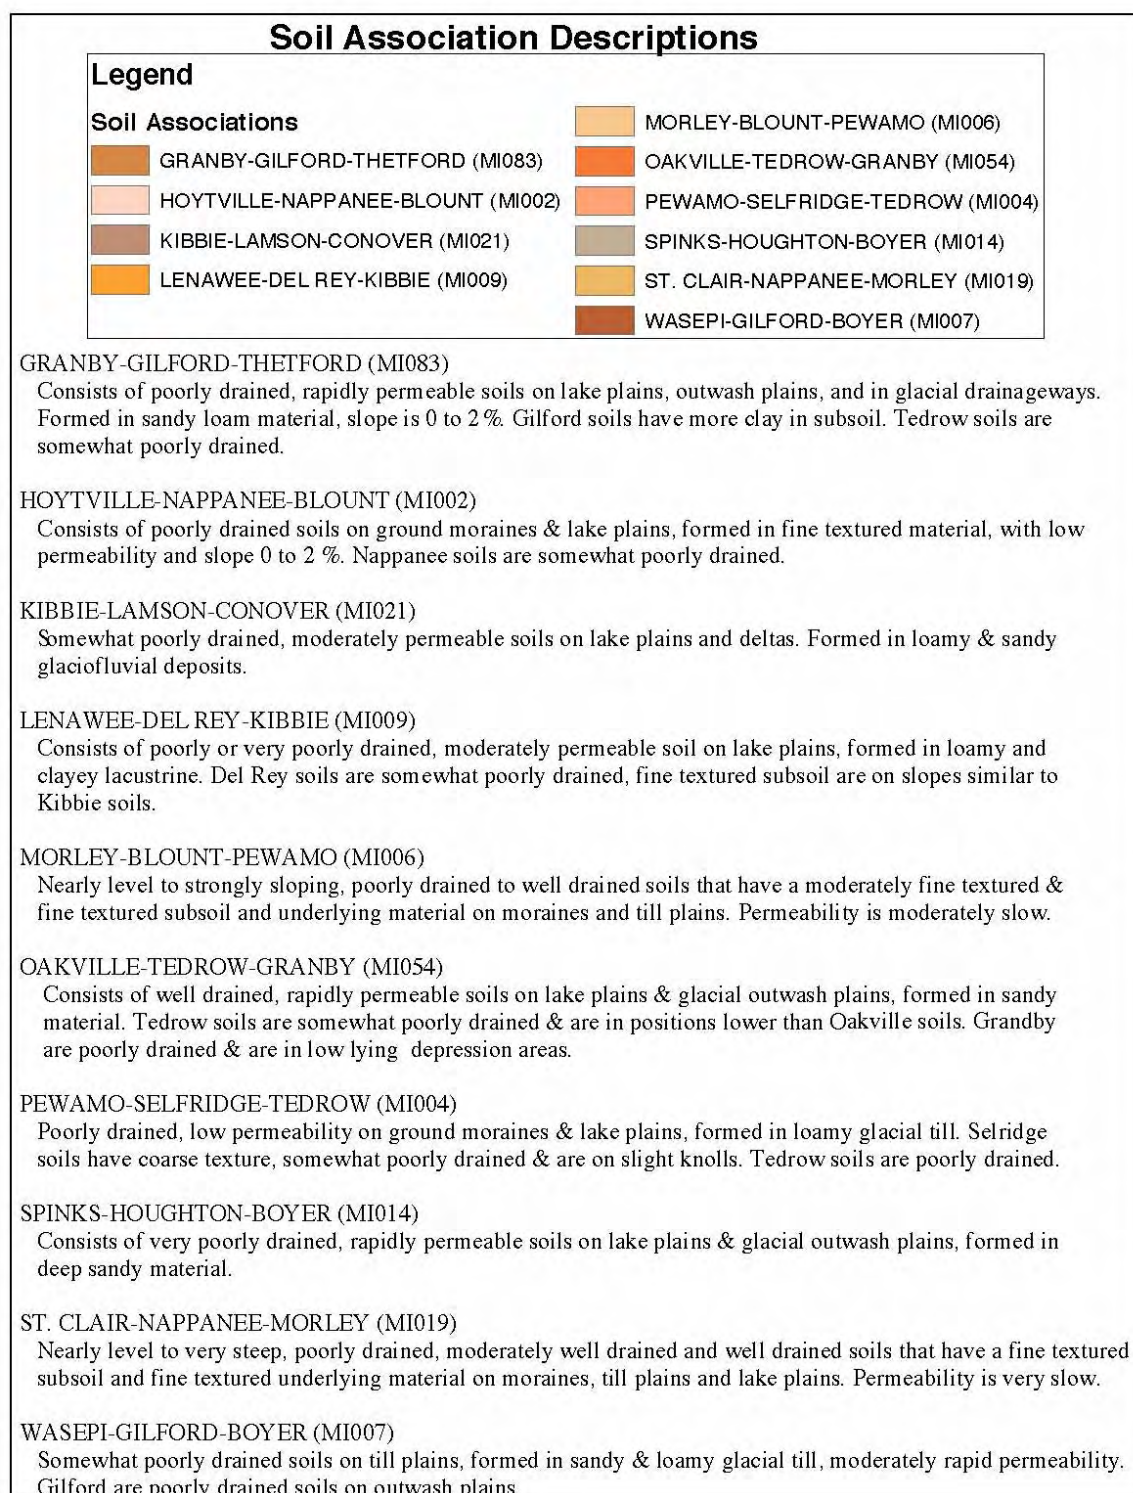 Soil Association Descriptions
Legend
Soil Associations
GRANBY-GILFORD-THETFORD (MI083)
HOYTVILLE-NAPPANEE-BLOUNT (MI002)
KIBBIE-LAMSON-CONOVER (MI021)
LENAWEE-DEL REY-KIBBIE (MI009)
MORLEY-BLOUNT-PEWAMO (MI006)
OAKVILLE-TEDROW-GRANBY (MI054)
PEWAMO-SELFRIDGE-TEDROW (MI004)
SPINKS-HOUGHTON-BOYER (MI014)
ST. CLAIR-NAPPANEE-MORLEY (MI019)
WASEPI-GILFORD-BOYER (MI007)
GRANBY-GILFORD-THETFORD (MI083)
Consists of poorly drained, rapidly permeable soils on lake plains, outwash plains, and in glacial drainageways.
Formed in sandy loam material, slope is 0 to 2 %. Gilford soils have more clay in subsoil. Tedrow soils are
somewhat poorly drained.
HOYTVILLE-NAPPANEE-BLOUNT (MI002)
Consists of poorly drained soils on ground moraines & lake plains, formed in fine textured material, with low
permeability and slope 0 to 2 %. Nappanee soils are somewhat poorly drained.
KIBBIE-LAMSON-CONOVER (MI021)
Somewhat poorly drained, moderately permeable soils on lake plains and deltas. Formed in loamy & sandy
glaciofluvial deposits.
LENAWEE-DEL REY-KIBBIE (MI009)
Consists of poorly or very poorly drained, moderately permeable soil on lake plains, formed in loamy and
clayey lacustrine. Del Rey soils are somewhat poorly drained, fine textured subsoil are on slopes similar to
Kibbie soils.
MORLEY-BLOUNT-PEWAMO (MI006)
Nearly level to strongly sloping, poorly drained to well drained soils that have a moderately fine textured &
fine textured subsoil and underlying material on moraines and till plains. Permeability is moderately slow.
OAKVILLE-TEDROW-GRANBY (MI054)
Consists of well drained, rapidly permeable soils on lake plains & glacial outwash plains, formed in sandy
material. Tedrow soils are somewhat poorly drained & are in positions lower than Oakville soils. Grandby
are poorly drained & are in low lying depression areas.
PEWAMO-SELFRIDGE-TEDROW (MI004)
Poorly drained, low permeability on ground moraines & lake plains, formed in loamy glacial till. Selridge
soils have coarse texture, somewhat poorly drained & are on slight knolls. Tedrow soils are poorly drained.
SPINKS-HOUGHTON-BOYER (MI014)
Consists of very poorly drained, rapidly permeable soils on lake plains & glacial outwash plains, formed in
deep sandy material.
ST. CLAIR-NAPPANEE-MORLEY (MI019)
Nearly level to very steep, poorly drained, moderately well drained and well drained soils that have a fine textured
subsoil and fine textured underlying material on moraines, till plains and lake plains. Permeability is very slow.
WASEPI-GILFORD-BOYER (MI007)
Somewhat poorly drained soils on till plains, formed in sandy & loamy glacial till, moderately rapid permeability.
Gilford are poorly drained soils on outwash plains